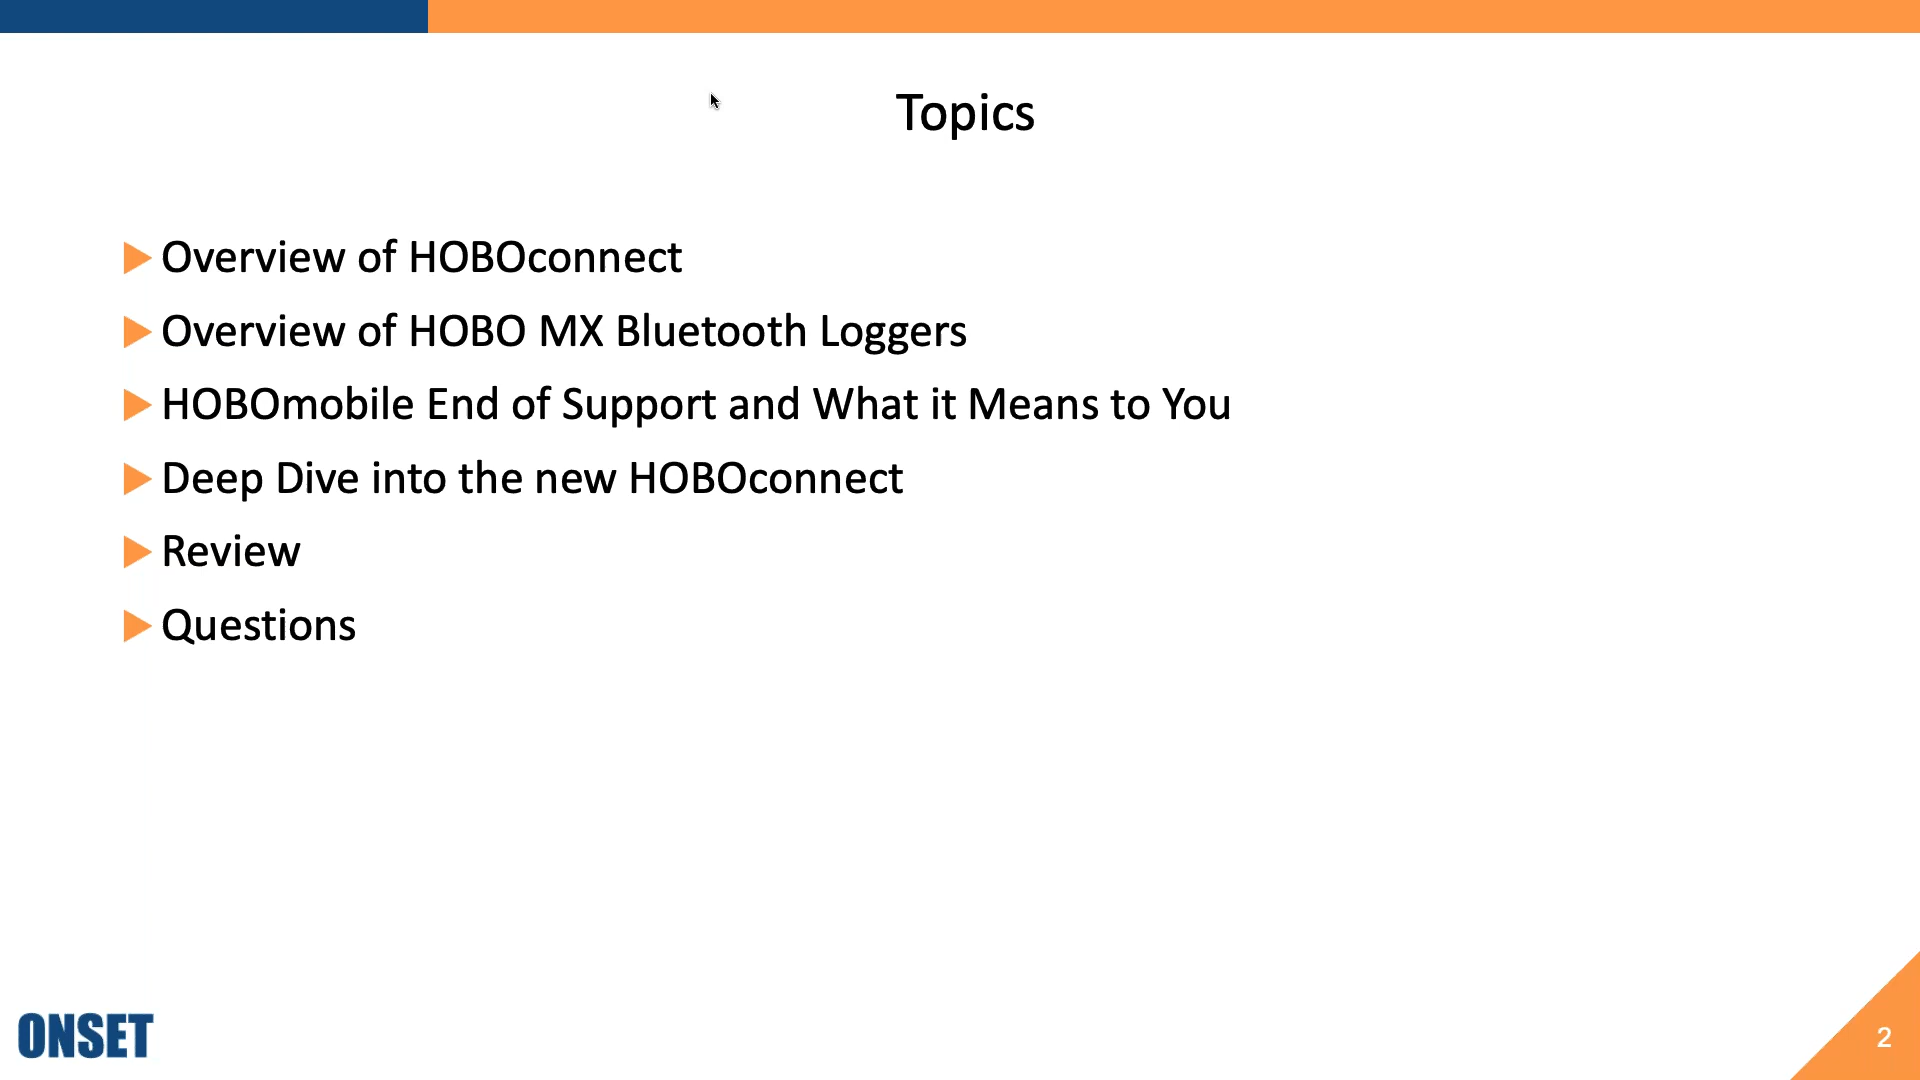 Topics
Overview of HOBOconnect
Overview of HOBO MX Bluetooth Loggers
HOBOmobile End of Support and What it Means to You
Deep Dive into the new HOBOconnect
Review
Questions
ONSET
2